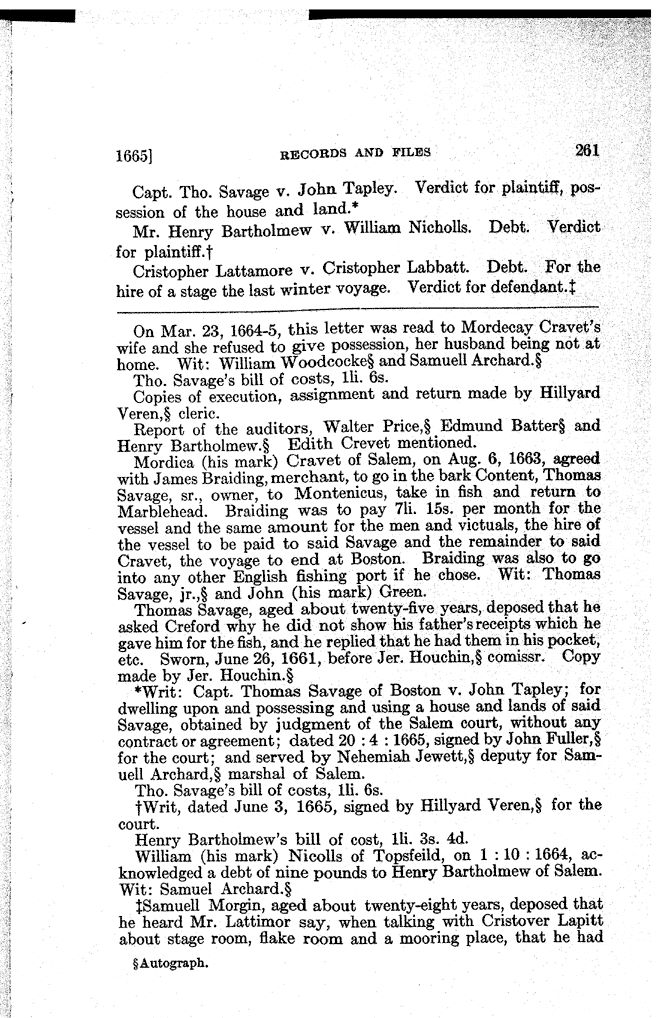 1665]                RECORDS AND FILES                261
Capt. Tho. Savage v. John Tapley. Verdict for plaintiff, pos-
session of the house and land.*
Mr. Henry Bartholmew v. William Nicholls. Debt. Verdict
for plaintiff.†
Cristopher Lattamore v. Cristopher Labbatt. Debt. For the
hire of a stage the last winter voyage. Verdict for defendant.‡
On Mar. 23, 1664-5, this letter was read to Mordecay Cravet's
wife and she refused to give possession, her husband being not at
home. Wit: William Woodcocke§ and Samuell Archard.§
Tho. Savage's bill of costs, 1li. 6s.
Copies of execution, assignment and return made by Hillyard
Veren,§ cleric.
Report of the auditors, Walter Price,§ Edmund Batter§ and
Henry Bartholmew.§ Edith Crevet mentioned.
Mordica (his mark) Cravet of Salem, on Aug. 6, 1663, agreed
with James Braiding, merchant, to go in the bark Content, Thomas
Savage, sr., owner, to Montenicus, take in fish and return to
Marblehead. Braiding was to pay 7li. 15s. per month for the
vessel and the same amount for the men and victuals, the hire of
the vessel to be paid to said Savage and the remainder to said
Cravet, the voyage to end at Boston. Braiding was also to go
into any other English fishing port if he chose. Wit: Thomas
Savage, jr.,§ and John (his mark) Green.
Thomas Savage, aged about twenty-five years, deposed that he
asked Creford why he did not show his father's receipts which he
gave him for the fish, and he replied that he had them in his pocket,
etc. Sworn, June 26, 1661, before Jer. Houchin,§ comissr. Copy
made by Jer. Houchin.§
*Writ: Capt. Thomas Savage of Boston v. John Tapley; for
dwelling upon and possessing and using a house and lands of said
Savage, obtained by judgment of the Salem court, without any
contract or agreement; dated 20 : 4 : 1665, signed by John Fuller,§
for the court; and served by Nehemiah Jewett,§ deputy for Sam-
uell Archard,§ marshal of Salem.
Tho. Savage's bill of costs, 1li. 6s.
†Writ, dated June 3, 1665, signed by Hillyard Veren,§ for the
court.
Henry Bartholmew's bill of cost, 1li. 3s. 4d.
William (his mark) Nicolls of Topsfeild, on 1 : 10 : 1664, ac-
knowledged a debt of nine pounds to Henry Bartholmew of Salem.
Wit: Samuel Archard.§
‡Samuell Morgin, aged about twenty-eight years, deposed that
he heard Mr. Lattimor say, when talking with Cristover Lapitt
about stage room, flake room and a mooring place, that he had
§Autograph.